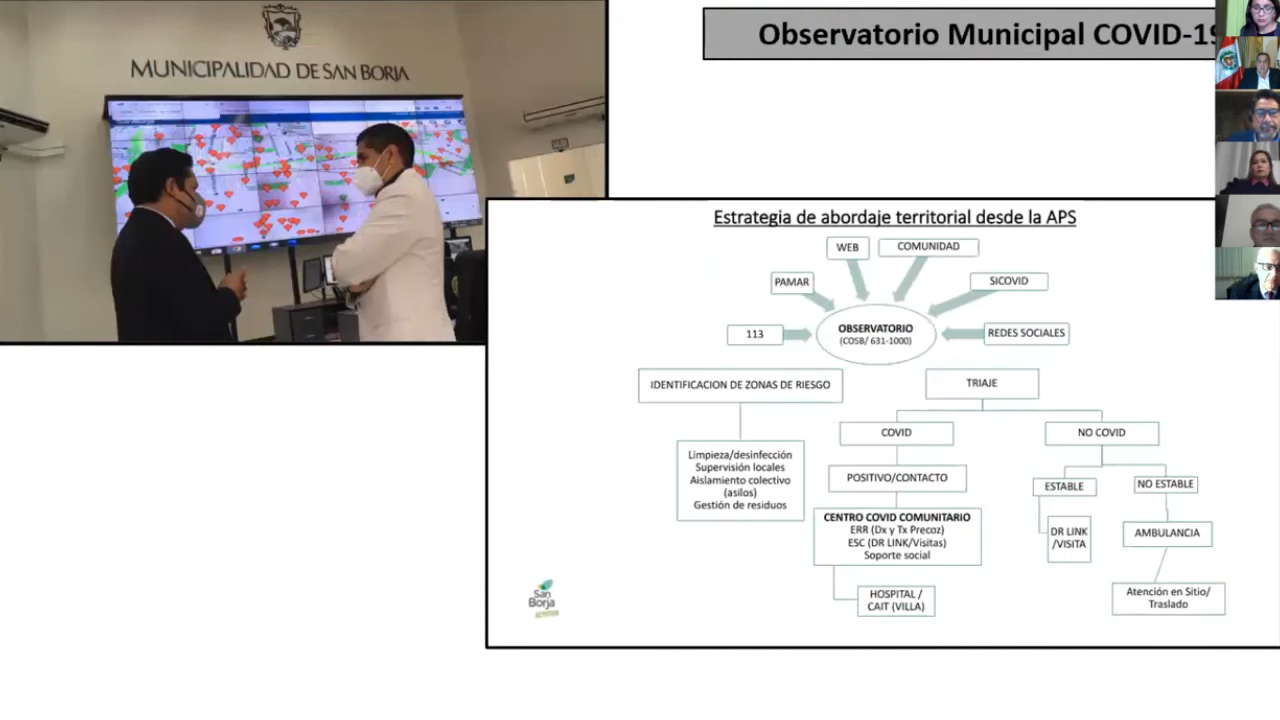 MUNICIPALIDAD DE SAN BORJA
Observatorio Municipal COVID-19
Estrategia de abordaje territorial desde la APS
WEB
COMUNIDAD
PAMAR
SICOVID
113
OBSERVATORIO
(COSB/ 631-1000)
REDES SOCIALES
IDENTIFICACION DE ZONAS DE RIESGO
TRIAJE
Limpieza/desinfección
Supervisión locales
Aislamiento colectivo
(asilos)
Gestión de residuos
COVID
NO COVID
POSITIVO/CONTACTO
ESTABLE
NO ESTABLE
CENTRO COVID COMUNITARIO
ERR (Dx y Tx Precoz)
ESC (DR LINK/Visitas)
Soporte social
DR LINK
/VISITA
AMBULANCIA
HOSPITAL /
CAIT (VILLA)
Atención en Sitio/
Traslado
San
Borja